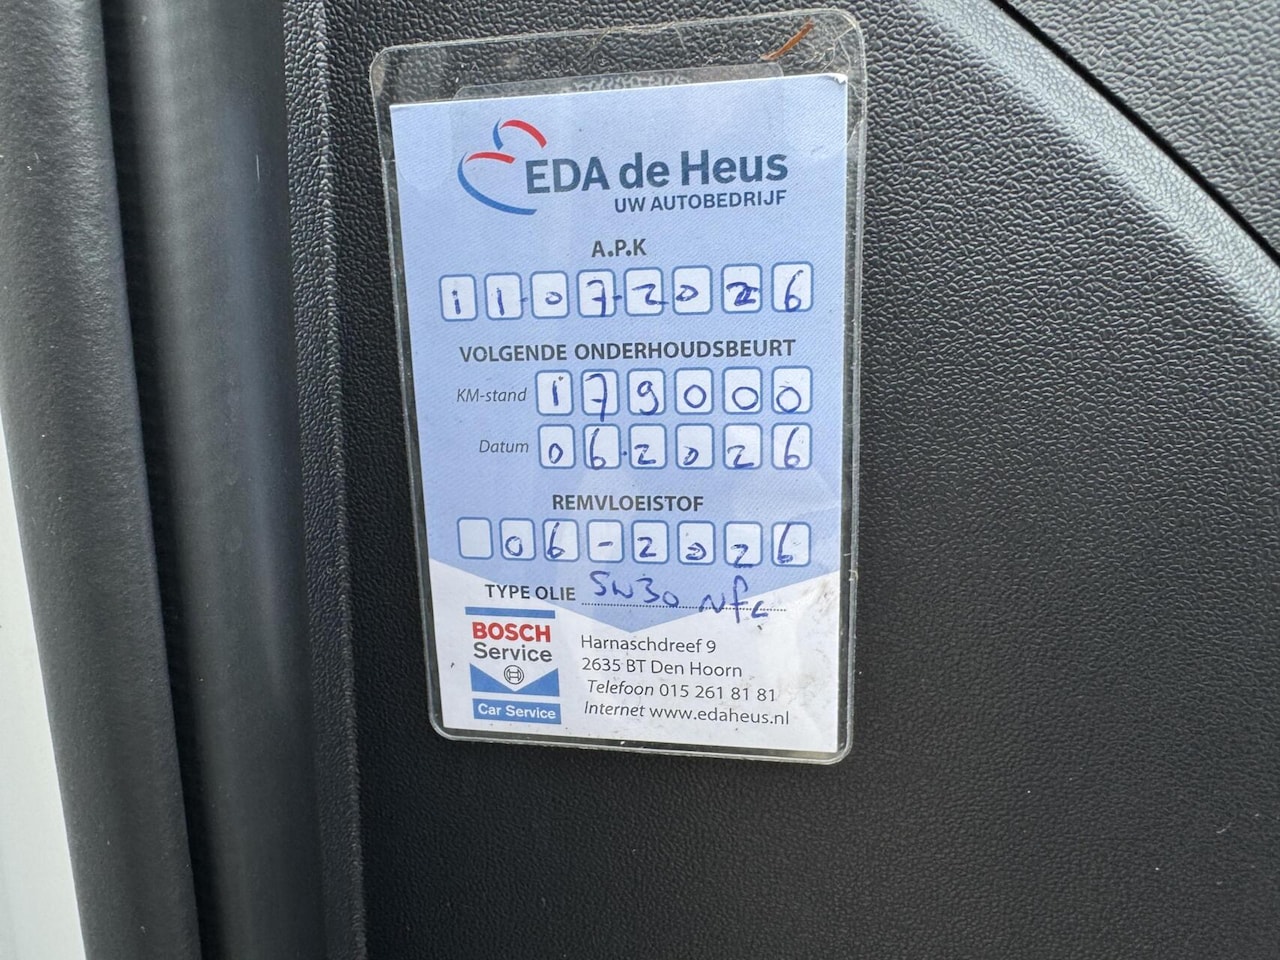 EDA de Heus
UW AUTOBEDRIJF
A.P.K
11-07-2026
VOLGENDE ONDERHOUDSBEURT
KM-stand 179000
Datum 06.2026
REMVLOEISTOF
06-2026
TYPE OLIE 5W30 NFC
BOSCH
Service
Car Service
Harnaschdreef 9
2635 BT Den Hoorn
Telefoon 015 261 81 81
Internet www.edaheus.nl